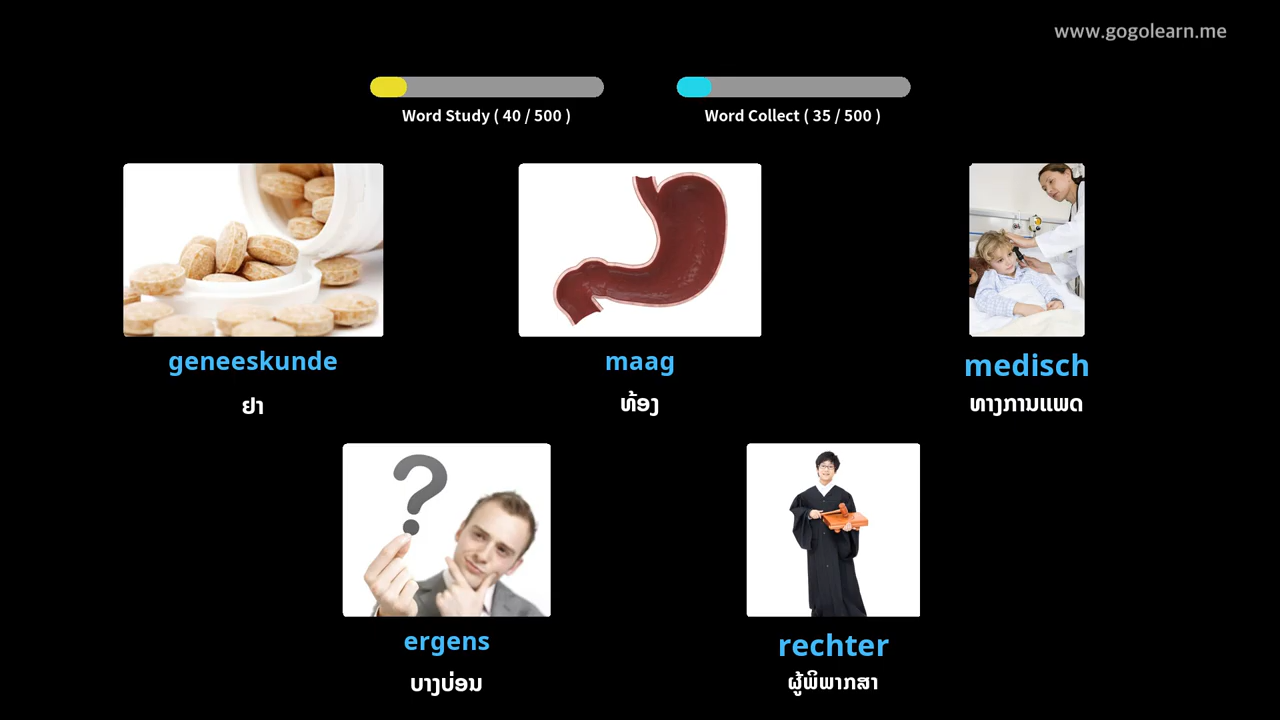 www.gogolearn.me
Word Study ( 40 / 500 )
Word Collect ( 35 / 500 )
geneeskunde
ຢາ
maag
ທ້ອງ
medisch
ທາງການແພດ
ergens
ບາງບ່ອນ
rechter
ຜູ້ພິພາກສາ